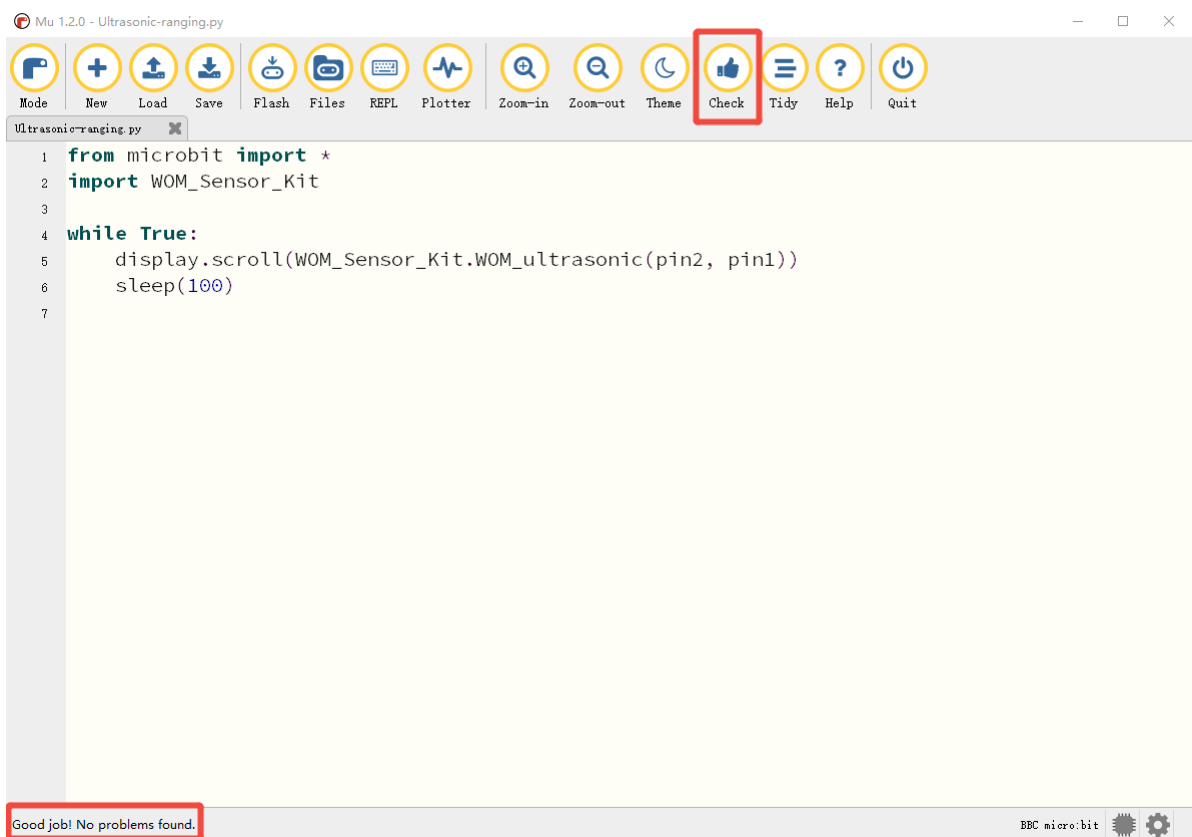 Mu 1.2.0 - Ultrasonic-ranging.py
Mode New Load Save Flash Files REPL Plotter Zoom-in Zoom-out Theme Check Tidy Help Quit
Ultrasonic-ranging.py
1 from microbit import *
2 import WOM_Sensor_Kit
3
4 while True:
5     display.scroll(WOM_Sensor_Kit.WOM_ultrasonic(pin2, pin1))
6     sleep(100)
7
Good job! No problems found. BBC micro:bit